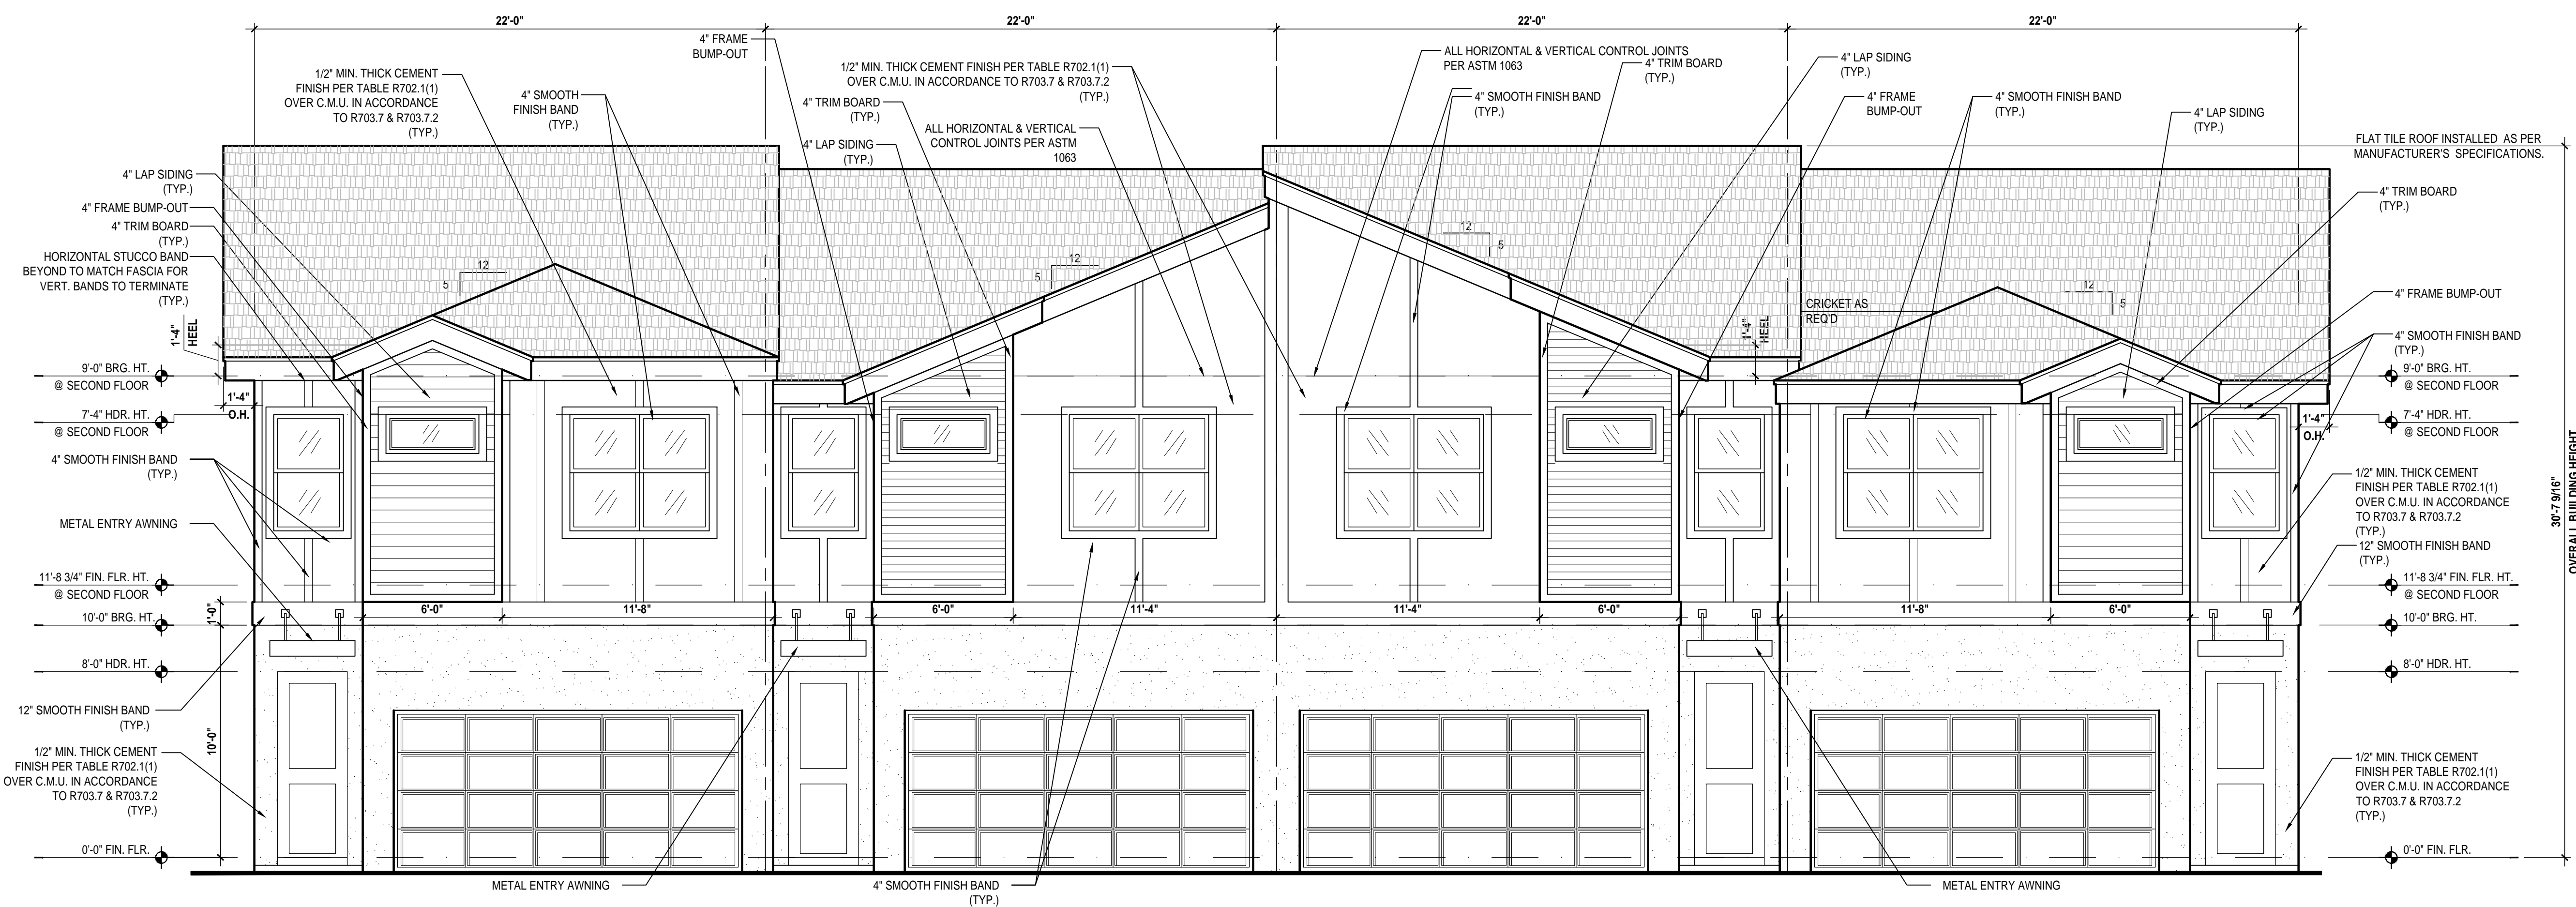 22'-0"
22'-0"
22'-0"
22'-0"
4" FRAME
BUMP-OUT
1/2" MIN. THICK CEMENT
FINISH PER TABLE R702.1(1)
OVER C.M.U. IN ACCORDANCE
TO R703.7 & R703.7.2
(TYP.)
4" SMOOTH
FINISH BAND
(TYP.)
1/2" MIN. THICK CEMENT FINISH PER TABLE R702.1(1)
OVER C.M.U. IN ACCORDANCE TO R703.7 & R703.7.2
(TYP.)
4" TRIM BOARD
(TYP.)
ALL HORIZONTAL & VERTICAL
CONTROL JOINTS PER ASTM
1063
4" LAP SIDING
(TYP.)
ALL HORIZONTAL & VERTICAL CONTROL JOINTS
PER ASTM 1063
4" TRIM BOARD
(TYP.)
4" SMOOTH FINISH BAND
(TYP.)
4" LAP SIDING
(TYP.)
4" FRAME
BUMP-OUT
4" SMOOTH FINISH BAND
(TYP.)
4" LAP SIDING
(TYP.)
FLAT TILE ROOF INSTALLED AS PER
MANUFACTURER'S SPECIFICATIONS.
4" LAP SIDING
(TYP.)
4" FRAME BUMP-OUT
4" TRIM BOARD
(TYP.)
HORIZONTAL STUCCO BAND
BEYOND TO MATCH FASCIA FOR
VERT. BANDS TO TERMINATE
(TYP.)
1'-4"
HEEL
9'-0" BRG. HT.
@ SECOND FLOOR
7'-4" HDR. HT.
@ SECOND FLOOR
1'-4"
O.H.
4" SMOOTH FINISH BAND
(TYP.)
METAL ENTRY AWNING
11'-8 3/4" FIN. FLR. HT.
@ SECOND FLOOR
10'-0" BRG. HT.
1'-0"
8'-0" HDR. HT.
12" SMOOTH FINISH BAND
(TYP.)
10'-0"
1/2" MIN. THICK CEMENT
FINISH PER TABLE R702.1(1)
OVER C.M.U. IN ACCORDANCE
TO R703.7 & R703.7.2
(TYP.)
0'-0" FIN. FLR.
12
5
12
5
12
5
12
5
CRICKET AS
REQ'D
1'-4"
HEEL
6'-0"
11'-8"
6'-0"
11'-4"
11'-4"
6'-0"
11'-8"
6'-0"
METAL ENTRY AWNING
4" SMOOTH FINISH BAND
(TYP.)
METAL ENTRY AWNING
4" TRIM BOARD
(TYP.)
4" FRAME BUMP-OUT
4" SMOOTH FINISH BAND
(TYP.)
9'-0" BRG. HT.
@ SECOND FLOOR
7'-4" HDR. HT.
@ SECOND FLOOR
1'-4"
O.H.
1/2" MIN. THICK CEMENT
FINISH PER TABLE R702.1(1)
OVER C.M.U. IN ACCORDANCE
TO R703.7 & R703.7.2
(TYP.)
12" SMOOTH FINISH BAND
(TYP.)
11'-8 3/4" FIN. FLR. HT.
@ SECOND FLOOR
10'-0" BRG. HT.
8'-0" HDR. HT.
1/2" MIN. THICK CEMENT
FINISH PER TABLE R702.1(1)
OVER C.M.U. IN ACCORDANCE
TO R703.7 & R703.7.2
(TYP.)
0'-0" FIN. FLR.
30'-7 9/16"
OVERALL BUILDING HEIGHT